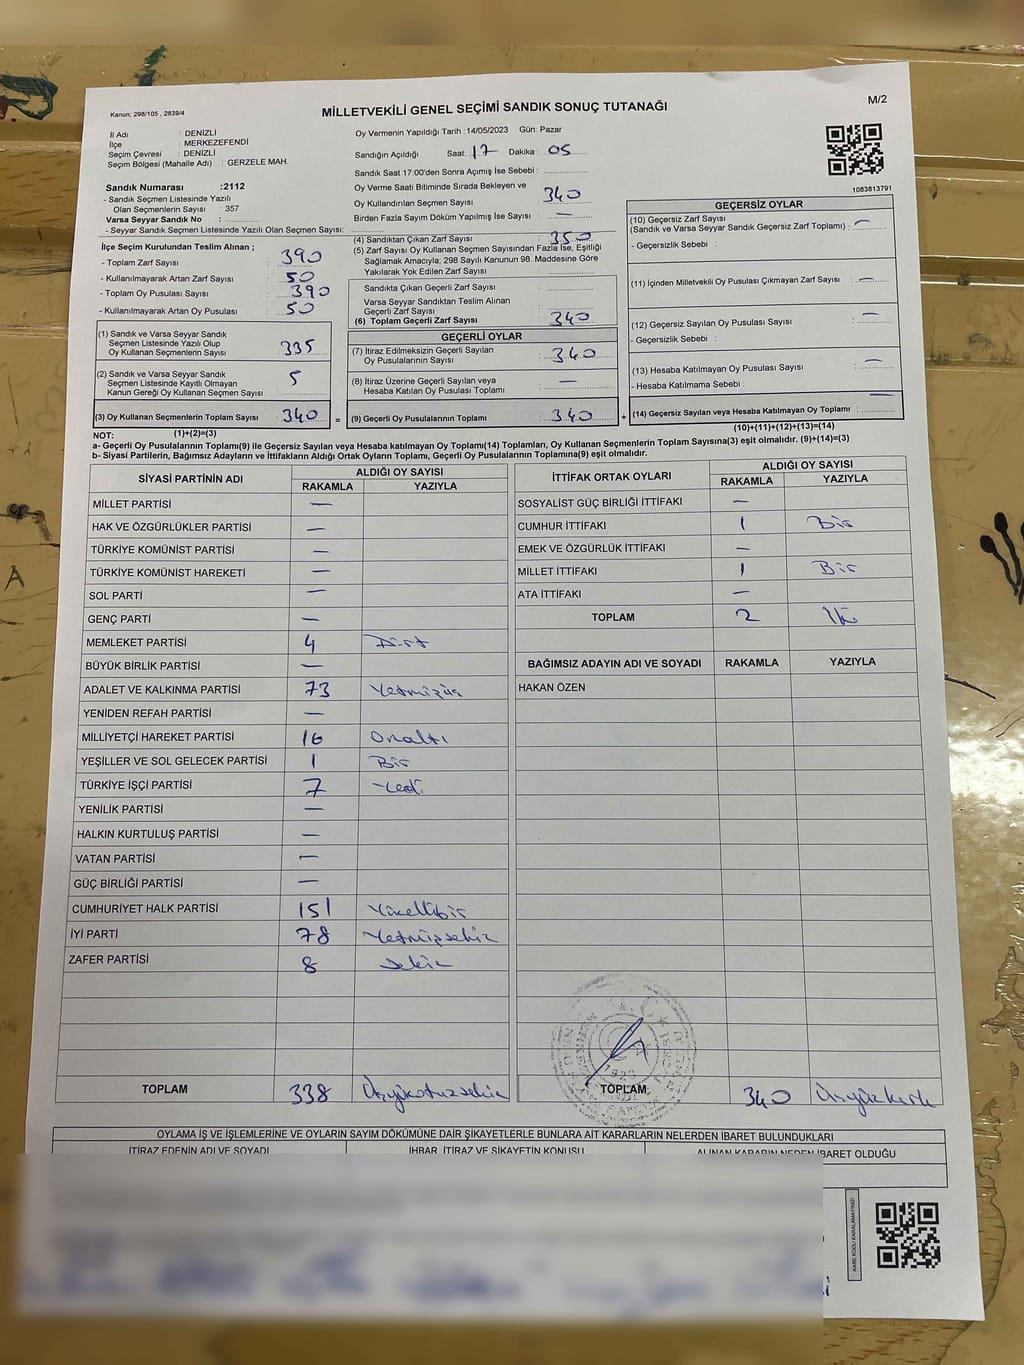 Kanun; 298/105 , 2839/4
MİLLETVEKİLİ GENEL SEÇİMİ SANDIK SONUÇ TUTANAĞI
M/2
İl Adı : DENİZLİ
İlçe : MERKEZEFENDİ
Seçim Çevresi : DENİZLİ
Seçim Bölgesi (Mahalle Adı) : GERZELE MAH.
Oy Vermenin Yapıldığı Tarih :14/05/2023 Gün: Pazar
Sandığın Açıldığı Saat: 17 Dakika: 05
Sandık Saat 17:00'den Sonra Açımış İse Sebebi :
1083813791
Sandık Numarası :2112
- Sandık Seçmen Listesinde Yazılı
Olan Seçmenlerin Sayısı : 357
Varsa Seyyar Sandık No :
- Seyyar Sandık Seçmen Listesinde Yazılı Olan Seçmen Sayısı:
Oy Verme Saati Bitiminde Sırada Bekleyen ve
Oy Kullandırılan Seçmen Sayısı : 340
Birden Fazla Sayım Döküm Yapılmış İse Sayısı : —
İlçe Seçim Kurulundan Teslim Alınan ;
- Toplam Zarf Sayısı : 390
- Kullanılmayarak Artan Zarf Sayısı : 50
- Toplam Oy Pusulası Sayısı : 390
- Kullanılmayarak Artan Oy Pusulası : 50
(1) Sandık ve Varsa Seyyar Sandık
Seçmen Listesinde Yazılı Olup
Oy Kullanan Seçmenlerin Sayısı : 335
(2) Sandık ve Varsa Seyyar Sandık
Seçmen Listesinde Kayıtlı Olmayan
Kanun Gereği Oy Kullanan Seçmen Sayısı : 5
(3) Oy Kullanan Seçmenlerin Toplam Sayısı : 340 =
(1)+(2)=(3)
(4) Sandıktan Çıkan Zarf Sayısı : 350
(5) Zarf Sayısı Oy Kullanan Seçmen Sayısından Fazla İse, Eşitliği
Sağlamak Amacıyla, 298 Sayılı Kanunun 98. Maddesine Göre
Yakılarak Yok Edilen Zarf Sayısı :
Sandıkta Çıkan Geçerli Zarf Sayısı :
Varsa Seyyar Sandıktan Teslim Alınan
Geçerli Zarf Sayısı :
(6) Toplam Geçerli Zarf Sayısı : 340
GEÇERLİ OYLAR
(7) İtiraz Edilmeksizin Geçerli Sayılan
Oy Pusulalarının Sayısı : 340
(8) İtiraz Üzerine Geçerli Sayılan veya
Hesaba Katılan Oy Pusulası Toplamı : —
(9) Geçerli Oy Pusulalarının Toplamı : 340 +
GEÇERSİZ OYLAR
(10) Geçersiz Zarf Sayısı
(Sandık ve Varsa Seyyar Sandık Geçersiz Zarf Toplamı) : —
- Geçersizlik Sebebi :
(11) İçinden Milletvekili Oy Pusulası Çıkmayan Zarf Sayısı : —
(12) Geçersiz Sayılan Oy Pusulası Sayısı : —
- Geçersizlik Sebebi :
(13) Hesaba Katılmayan Oy Pusulası Sayısı : —
- Hesaba Katılmama Sebebi :
(14) Geçersiz Sayılan veya Hesaba Katılmayan Oy Toplamı : —
(10)+(11)+(12)+(13)=(14)
NOT:
a- Geçerli Oy Pusulalarının Toplamı(9) ile Geçersiz Sayılan veya Hesaba katılmayan Oy Toplamı(14) Toplamları, Oy Kullanan Seçmenlerin Toplam Sayısına(3) eşit olmalıdır. (9)+(14)=(3)
b- Siyasi Partilerin, Bağımsız Adayların ve İttifakların Aldığı Ortak Oyların Toplamı, Geçerli Oy Pusulalarının Toplamına(9) eşit olmalıdır.
SİYASİ PARTİNİN ADI
ALDIĞI OY SAYISI
RAKAMLA YAZIYLA
MİLLET PARTİSİ —
HAK VE ÖZGÜRLÜKLER PARTİSİ —
TÜRKİYE KOMÜNİST PARTİSİ —
TÜRKİYE KOMÜNİST HAREKETİ —
SOL PARTİ —
GENÇ PARTİ —
MEMLEKET PARTİSİ 4 Dört
BÜYÜK BİRLİK PARTİSİ —
ADALET VE KALKINMA PARTİSİ 73 Yetmişüç
YENİDEN REFAH PARTİSİ —
MİLLİYETÇİ HAREKET PARTİSİ 16 Onaltı
YEŞİLLER VE SOL GELECEK PARTİSİ 1 Bir
TÜRKİYE İŞÇİ PARTİSİ 7 Yedi
YENİLİK PARTİSİ —
HALKIN KURTULUŞ PARTİSİ —
VATAN PARTİSİ —
GÜÇ BİRLİĞİ PARTİSİ —
CUMHURİYET HALK PARTİSİ 151 Yüzellibir
İYİ PARTİ 78 Yetmişsekiz
ZAFER PARTİSİ 8 Sekiz
TOPLAM 338 Üçyüzotuzsekiz
İTTİFAK ORTAK OYLARI
ALDIĞI OY SAYISI
RAKAMLA YAZIYLA
SOSYALİST GÜÇ BİRLİĞİ İTTİFAKI —
CUMHUR İTTİFAKI 1 Bir
EMEK VE ÖZGÜRLÜK İTTİFAKI —
MİLLET İTTİFAKI 1 Bir
ATA İTTİFAKI —
TOPLAM 2 İki
BAĞIMSIZ ADAYIN ADI VE SOYADI RAKAMLA YAZIYLA
HAKAN ÖZEN
1923
TOPLAM 340 Üçyüzkırk
OYLAMA İŞ VE İŞLEMLERİNE VE OYLARIN SAYIM DÖKÜMÜNE DAİR ŞİKAYETLERLE BUNLARA AİT KARARLARIN NELERDEN İBARET BULUNDUKLARI
İTİRAZ EDENİN ADI VE SOYADI İHBAR, İTİRAZ VE ŞİKAYETİN KONUSU ALINAN KARARIN NEDEN İBARET OLDUĞU
KARE KODU KARALAMAYINIZ!